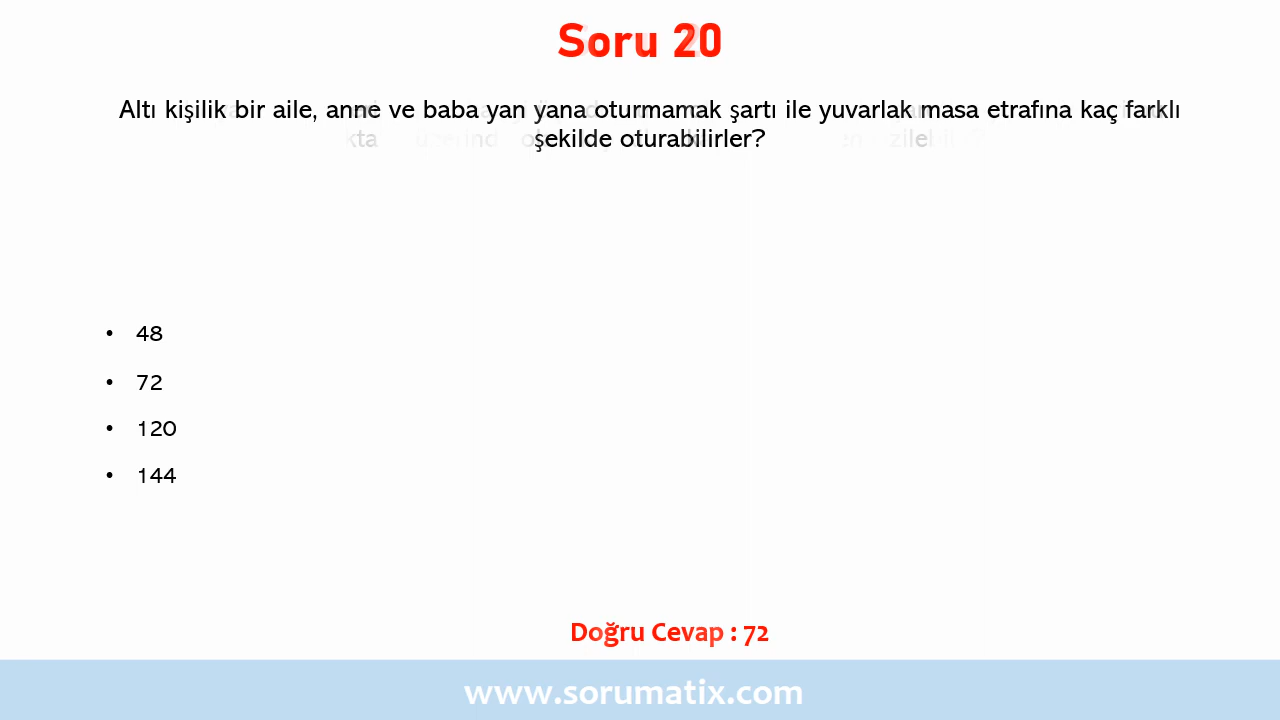 Soru 20
Altı kişilik bir aile, anne ve baba yan yana oturmamak şartı ile yuvarlak masa etrafına kaç farklı
şekilde oturabilirler?
• 48
• 72
• 120
• 144
Doğru Cevap : 72
www.sorumatix.com